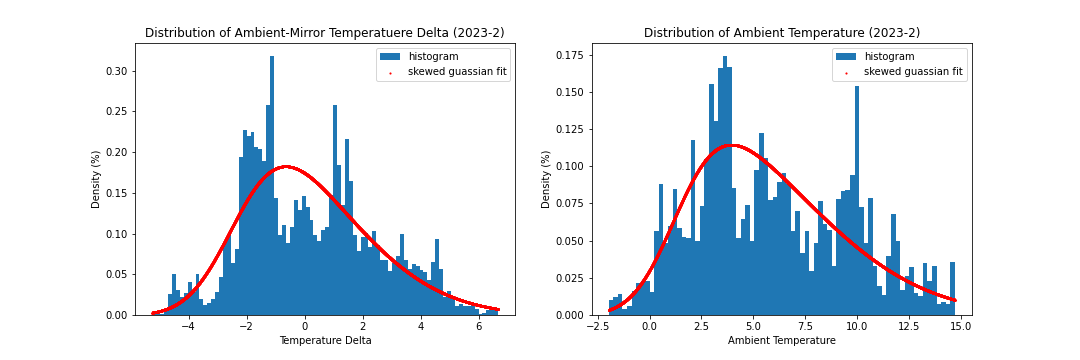 Distribution of Ambient-Mirror Temperatuere Delta (2023-2)
histogram
skewed guassian fit
Density (%)
0.30
0.25
0.20
0.15
0.10
0.05
0.00
−4
−2
0
2
4
6
Temperature Delta
Distribution of Ambient Temperature (2023-2)
histogram
skewed guassian fit
Density (%)
0.175
0.150
0.125
0.100
0.075
0.050
0.025
0.000
−2.5
0.0
2.5
5.0
7.5
10.0
12.5
15.0
Ambient Temperature